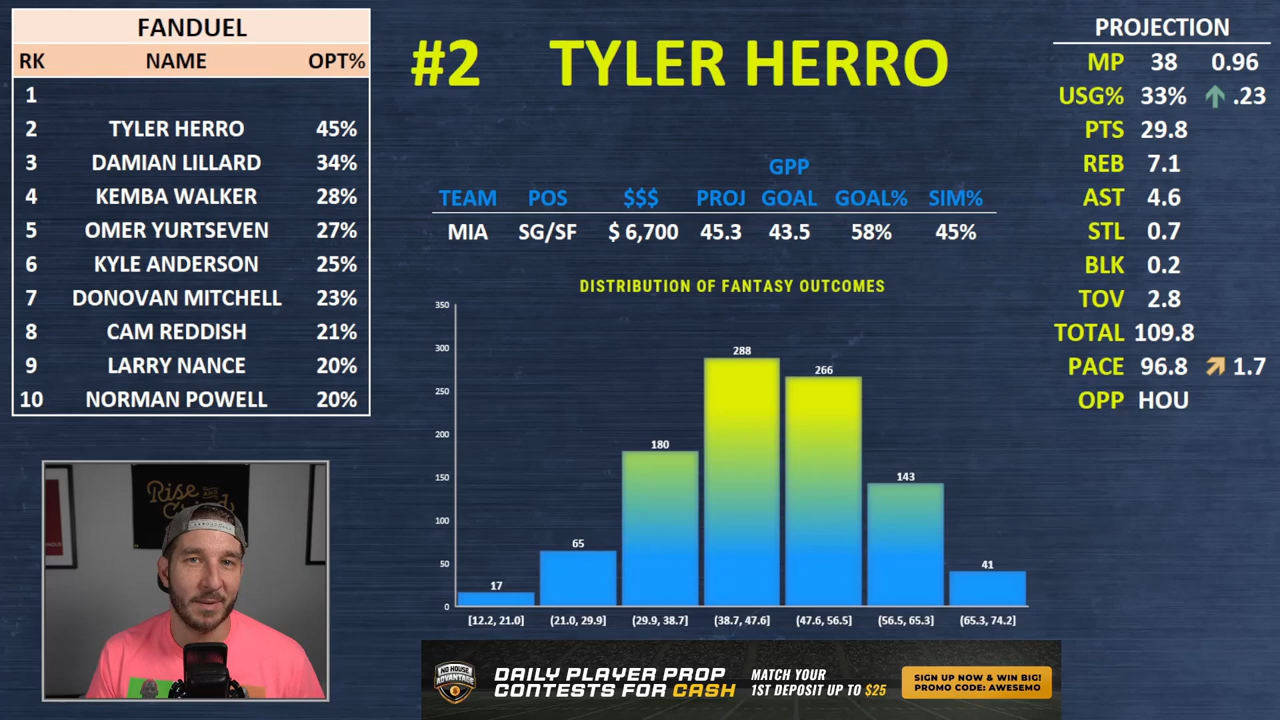 FANDUEL
RK NAME OPT%
1
2 TYLER HERRO 45%
3 DAMIAN LILLARD 34%
4 KEMBA WALKER 28%
5 OMER YURTSEVEN 27%
6 KYLE ANDERSON 25%
7 DONOVAN MITCHELL 23%
8 CAM REDDISH 21%
9 LARRY NANCE 20%
10 NORMAN POWELL 20%
#2 TYLER HERRO
GPP
TEAM POS $$$ PROJ GOAL GOAL% SIM%
MIA SG/SF $ 6,700 45.3 43.5 58% 45%
DISTRIBUTION OF FANTASY OUTCOMES
350
300
250
200
150
100
50
0
17 65 180 288 266 143 41
[12.2, 21.0] (21.0, 29.9] (29.9, 38.7] (38.7, 47.6] (47.6, 56.5] (56.5, 65.3] (65.3, 74.2]
PROJECTION
MP 38 0.96
USG% 33% .23
PTS 29.8
REB 7.1
AST 4.6
STL 0.7
BLK 0.2
TOV 2.8
TOTAL 109.8
PACE 96.8 1.7
OPP HOU
Rise AND
NO HOUSE
ADVANTAGE
DAILY PLAYER PROP
CONTESTS FOR CASH
MATCH YOUR
1ST DEPOSIT UP TO $25
SIGN UP NOW & WIN BIG!
PROMO CODE: AWESEMO